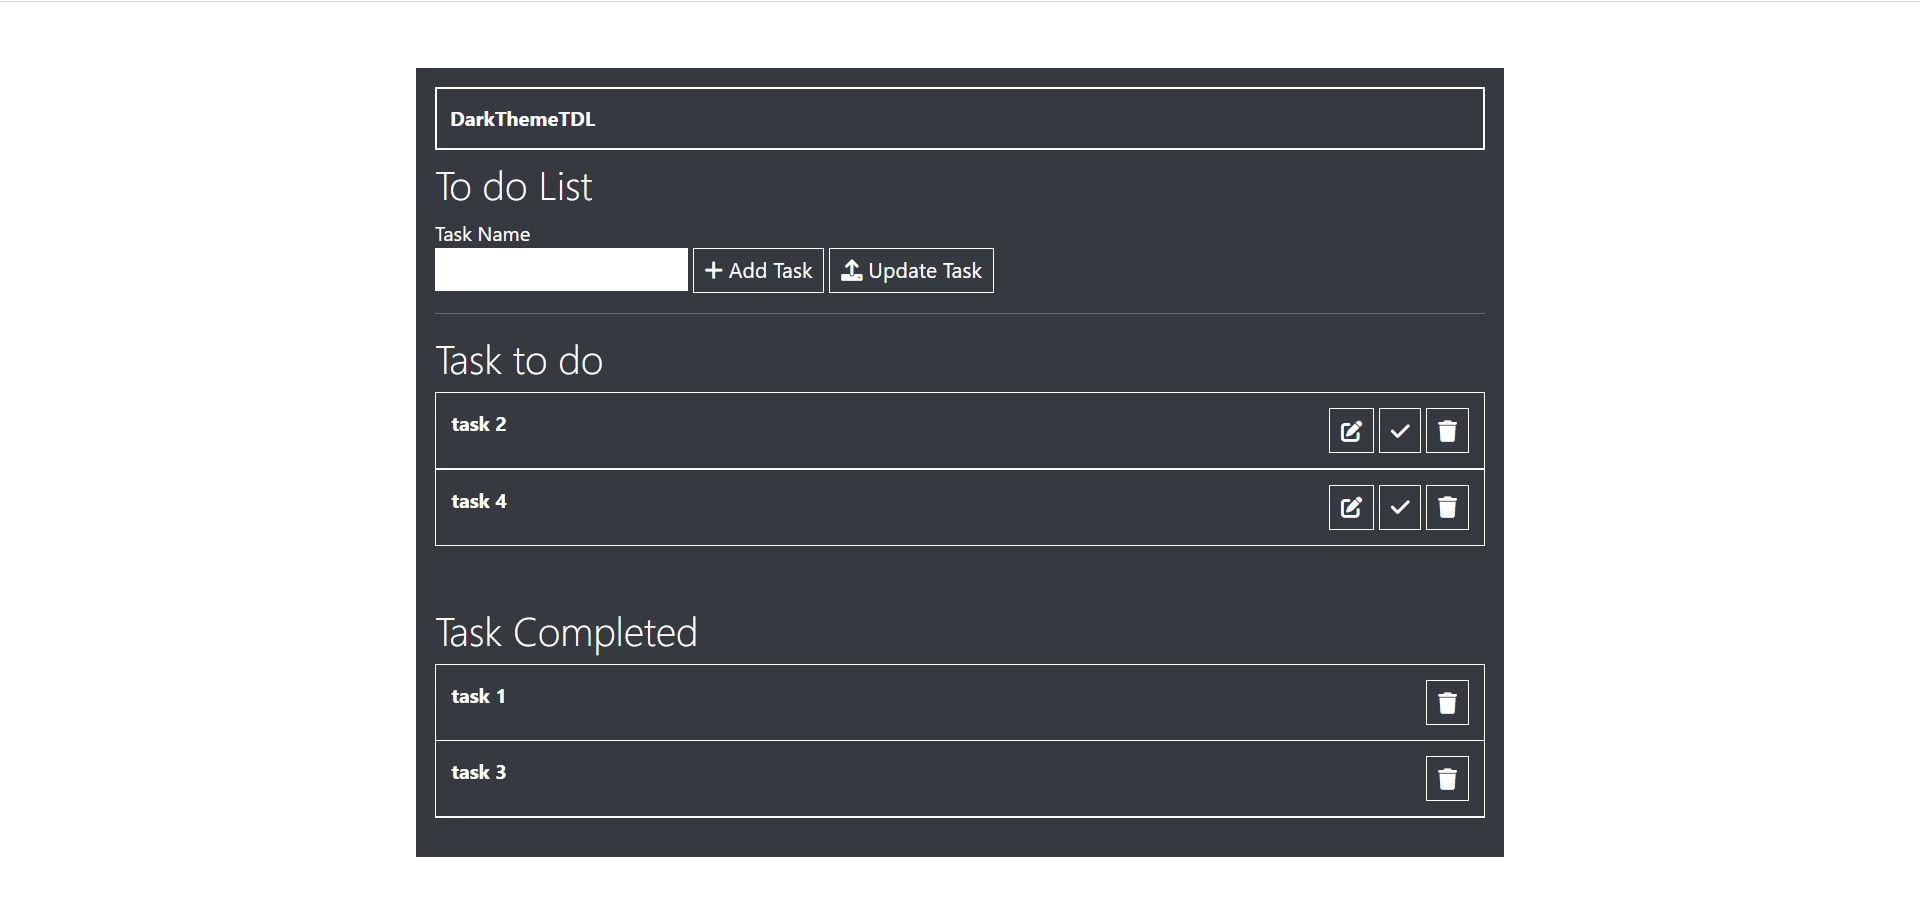 DarkThemeTDL
To do List
Task Name
Add Task Update Task
Task to do
task 2
task 4
Task Completed
task 1
task 3